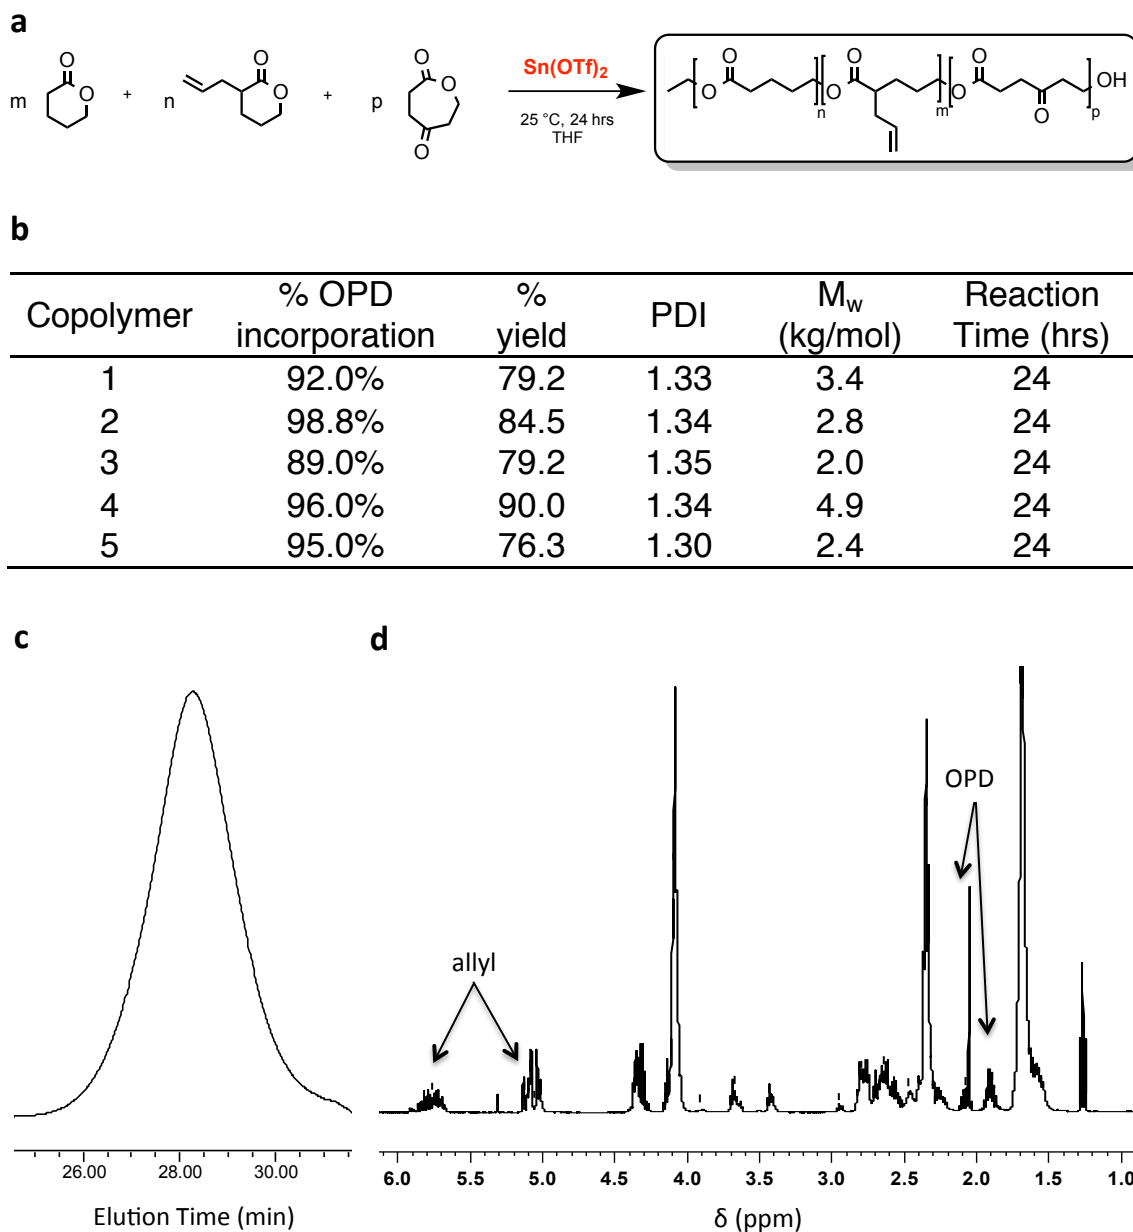 a
m
O
O
+
n
O
O
+
p
O
O
O
Sn(OTf)2
25 °C, 24 hrs
THF
O
O
n
O
O
m
O
O
O
p
OH
b
Copolymer % OPD incorporation % yield PDI Mw (kg/mol) Reaction Time (hrs)
1 92.0% 79.2 1.33 3.4 24
2 98.8% 84.5 1.34 2.8 24
3 89.0% 79.2 1.35 2.0 24
4 96.0% 90.0 1.34 4.9 24
5 95.0% 76.3 1.30 2.4 24
c
26.00 28.00 30.00
Elution Time (min)
d
allyl
OPD
6.0 5.5 5.0 4.0 3.5 3.0 2.5 2.0 1.5 1.0
δ (ppm)